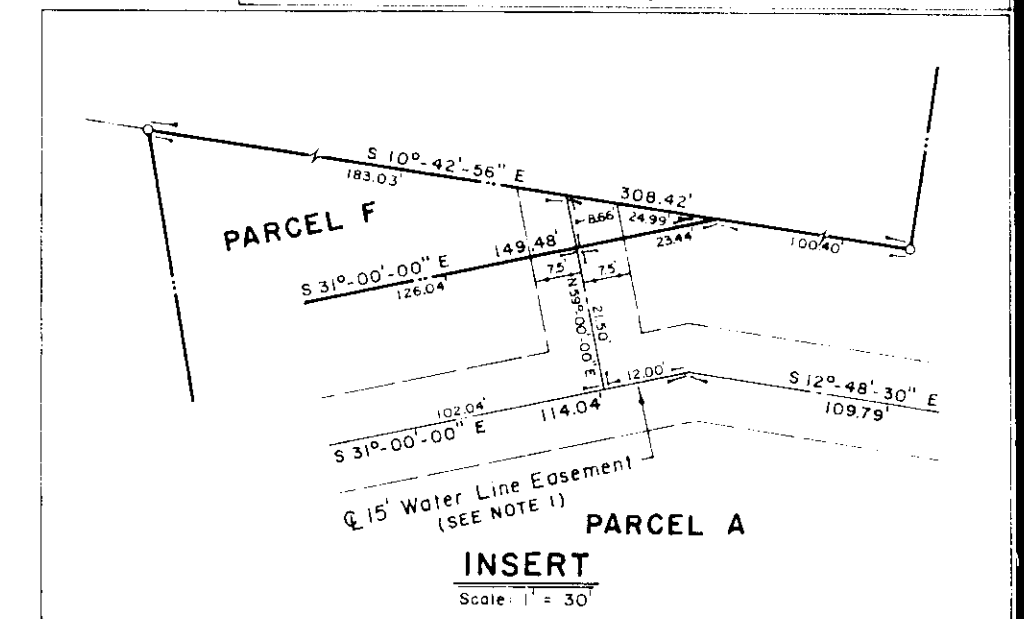 S 10°-42'-56" E
183.03'
308.42'
PARCEL F
8.66'
24.99'
23.44'
100.40'
149.48'
S 31°-00'-00" E
126.04'
7.5'
7.5'
N 59°-00'-00" E
21.50'
12.00'
S 12°-48'-30" E
109.79'
102.04'
114.04'
S 31°-00'-00" E
℄ 15' Water Line Easement
(SEE NOTE 1)
PARCEL A
INSERT
Scale: 1" = 30'